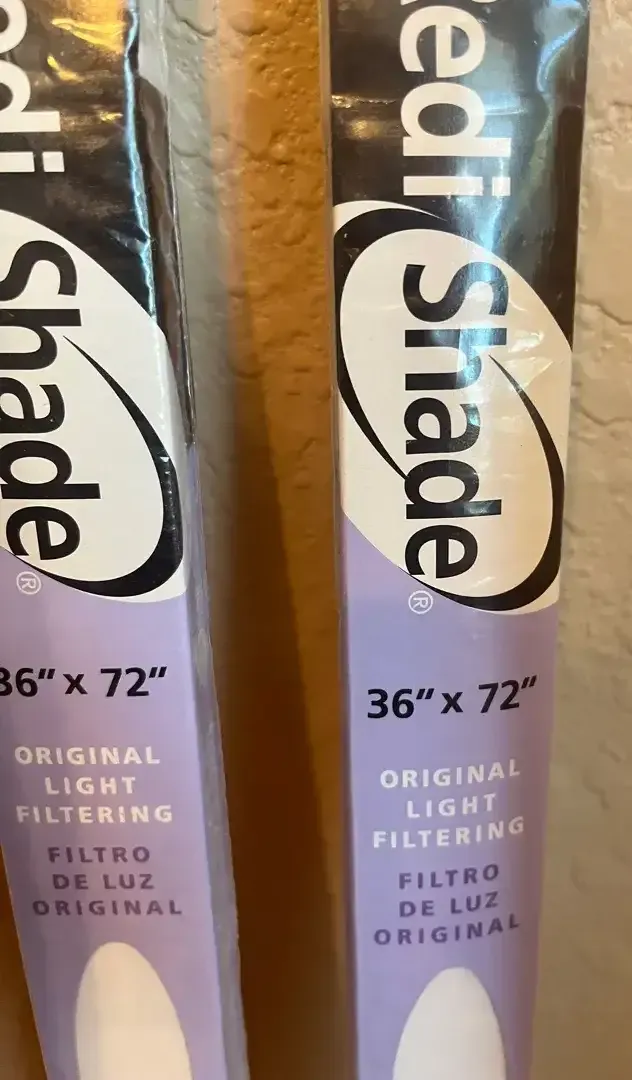 edi
Shade®
36" x 72"
ORIGINAL
LIGHT
FILTERING
FILTRO
DE LUZ
ORIGINAL
edi
Shade®
36" x 72"
ORIGINAL
LIGHT
FILTERING
FILTRO
DE LUZ
ORIGINAL